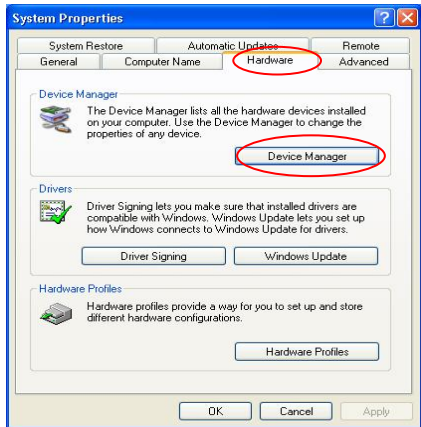 System Properties
System Restore Automatic Updates Remote
General Computer Name Hardware Advanced
Device Manager
The Device Manager lists all the hardware devices installed
on your computer. Use the Device Manager to change the
properties of any device.
Device Manager
Drivers
Driver Signing lets you make sure that installed drivers are
compatible with Windows. Windows Update lets you set up
how Windows connects to Windows Update for drivers.
Driver Signing Windows Update
Hardware Profiles
Hardware profiles provide a way for you to set up and store
different hardware configurations.
Hardware Profiles
OK Cancel Apply